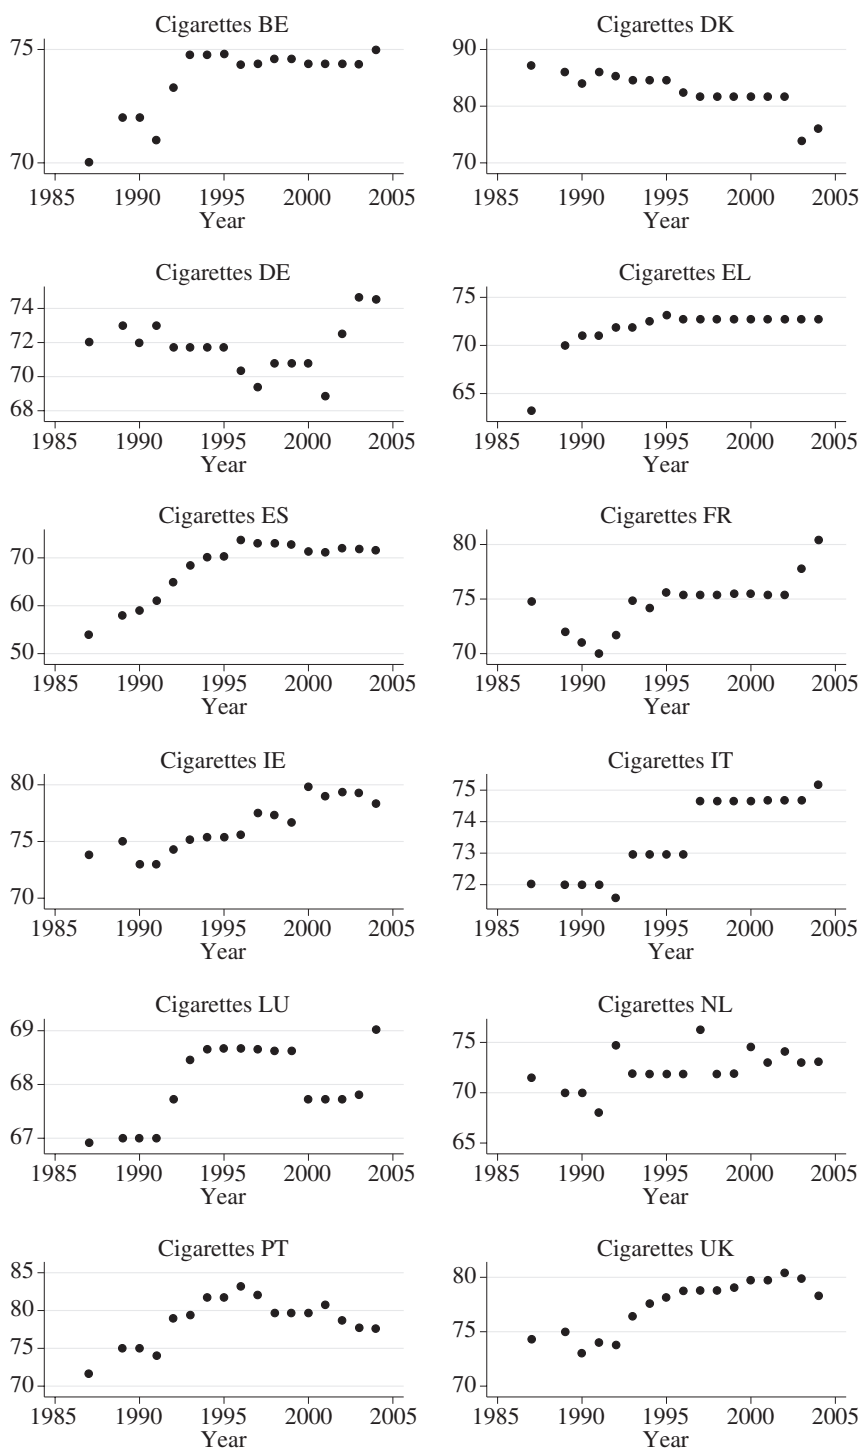 Cigarettes BE
75
70
1985 1990 1995 2000 2005
Year
Cigarettes DK
90
80
70
1985 1990 1995 2000 2005
Year
Cigarettes DE
74
72
70
68
1985 1990 1995 2000 2005
Year
Cigarettes EL
75
70
65
1985 1990 1995 2000 2005
Year
Cigarettes ES
70
60
50
1985 1990 1995 2000 2005
Year
Cigarettes FR
80
75
70
1985 1990 1995 2000 2005
Year
Cigarettes IE
80
75
70
1985 1990 1995 2000 2005
Year
Cigarettes IT
75
74
73
72
1985 1990 1995 2000 2005
Year
Cigarettes LU
69
68
67
1985 1990 1995 2000 2005
Year
Cigarettes NL
75
70
65
1985 1990 1995 2000 2005
Year
Cigarettes PT
85
80
75
70
1985 1990 1995 2000 2005
Year
Cigarettes UK
80
75
70
1985 1990 1995 2000 2005
Year